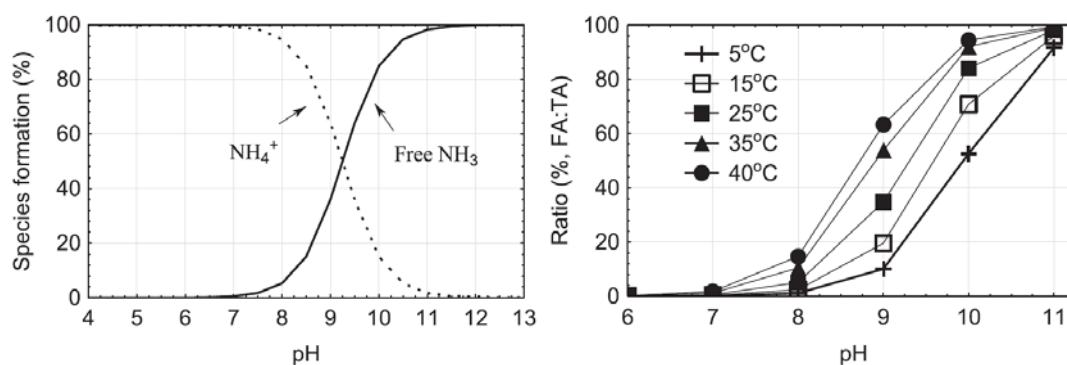 Species formation (%)
100
80
60
40
20
0
NH₄⁺
Free NH₃
4 5 6 7 8 9 10 11 12 13
pH
Ratio (%, FA:TA)
100
80
60
40
20
0
5°C
15°C
25°C
35°C
40°C
6 7 8 9 10 11
pH